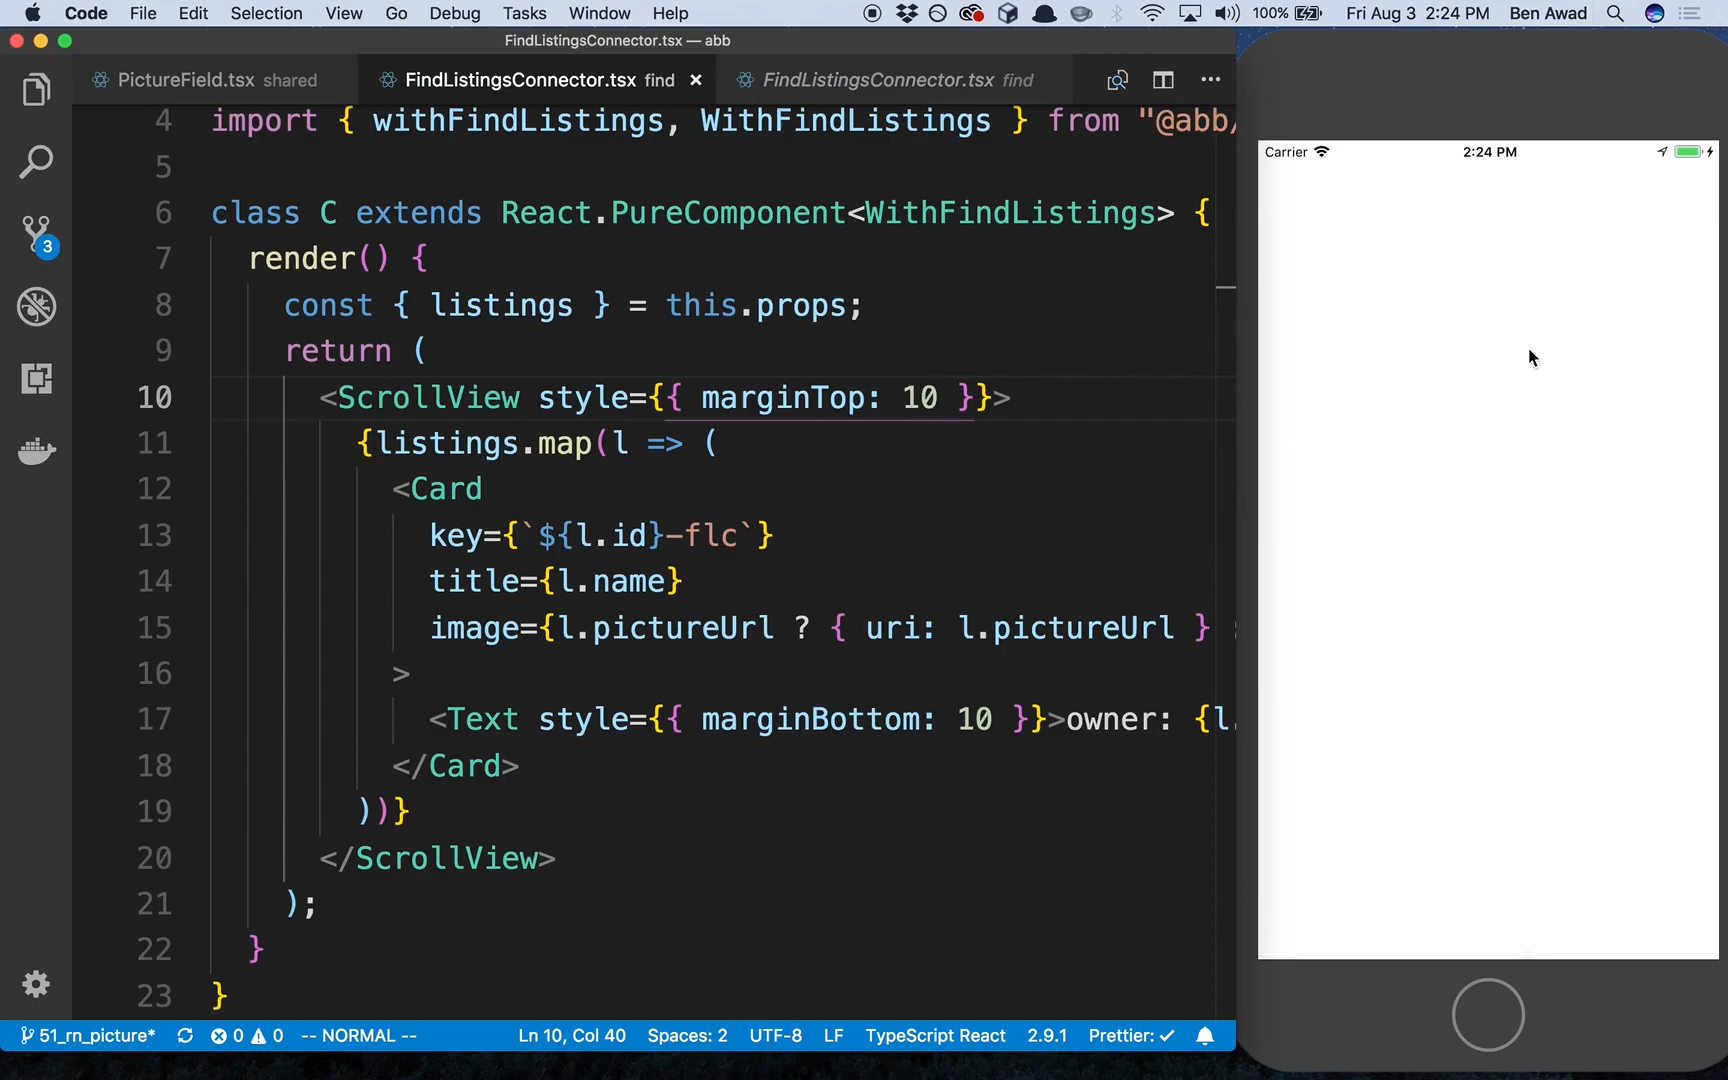 Code File Edit Selection View Go Debug Tasks Window Help 100% Fri Aug 3 2:24 PM Ben Awad
FindListingsConnector.tsx — abb
PictureField.tsx shared FindListingsConnector.tsx find FindListingsConnector.tsx find
4 import { withFindListings, WithFindListings } from "@abb/
5
6 class C extends React.PureComponent<WithFindListings> {
7 render() {
8 const { listings } = this.props;
9 return (
10 <ScrollView style={{ marginTop: 10 }}>
11 {listings.map(l => (
12 <Card
13 key={`${l.id}-flc`}
14 title={l.name}
15 image={l.pictureUrl ? { uri: l.pictureUrl } :
16 >
17 <Text style={{ marginBottom: 10 }}>owner: {l.
18 </Card>
19 ))}
20 </ScrollView>
21 );
22 }
23 }
3
51_rn_picture* 0 0 -- NORMAL -- Ln 10, Col 40 Spaces: 2 UTF-8 LF TypeScript React 2.9.1 Prettier: ✓
Carrier 2:24 PM